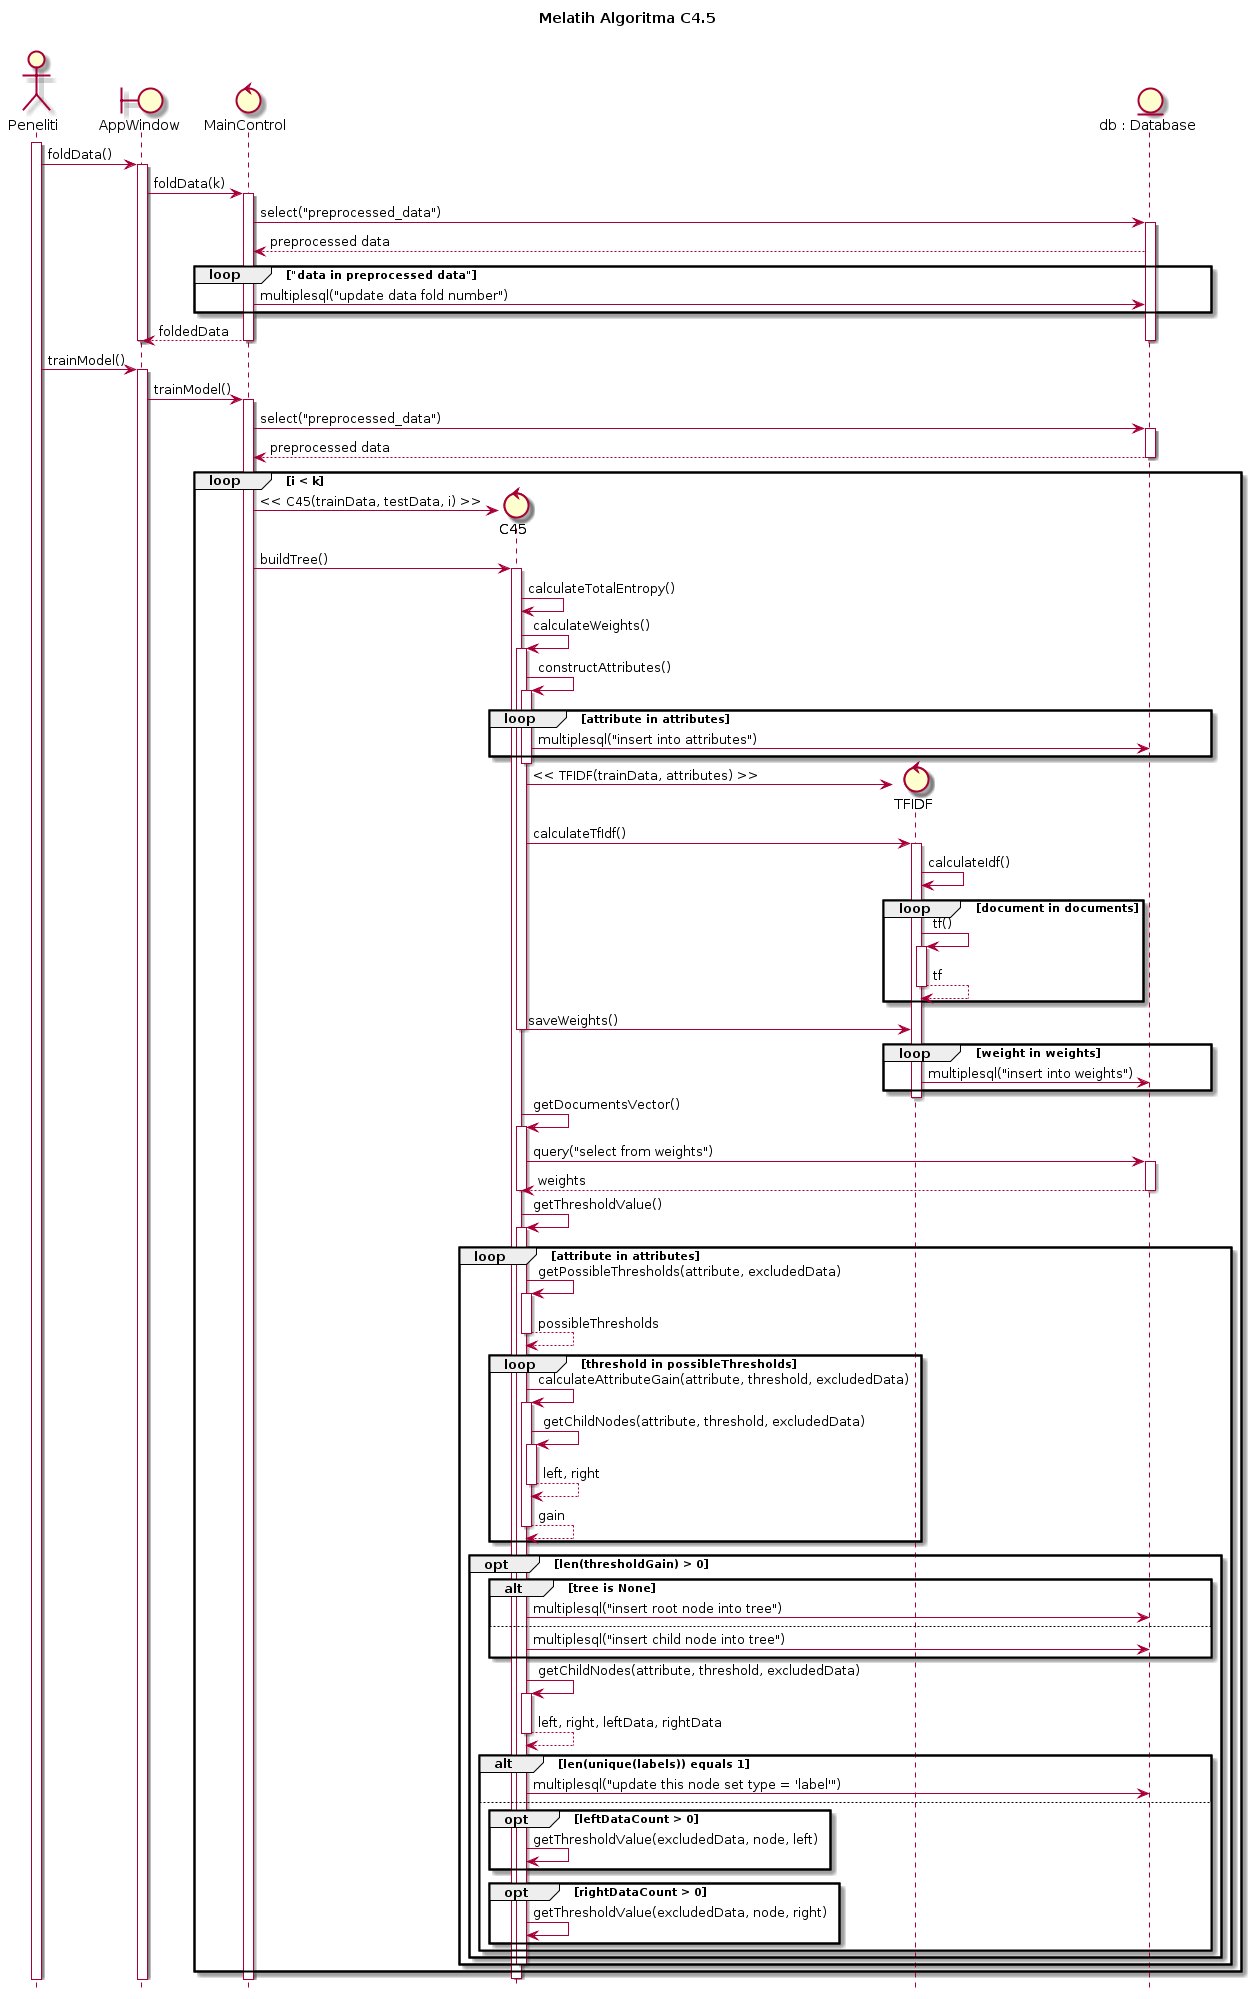 Melatih Algoritma C4.5
Peneliti
AppWindow
MainControl
db : Database
foldData()
foldData(k)
select("preprocessed_data")
preprocessed data
loop ["data in preprocessed data"]
multiplesql("update data fold number")
foldedData
trainModel()
trainModel()
select("preprocessed_data")
preprocessed data
loop [i < k]
<< C45(trainData, testData, i) >>
C45
buildTree()
calculateTotalEntropy()
calculateWeights()
constructAttributes()
loop [attribute in attributes]
multiplesql("insert into attributes")
<< TFIDF(trainData, attributes) >>
TFIDF
calculateTfIdf()
calculateIdf()
loop [document in documents]
tf()
tf
saveWeights()
loop [weight in weights]
multiplesql("insert into weights")
getDocumentsVector()
query("select from weights")
weights
getThresholdValue()
loop [attribute in attributes]
getPossibleThresholds(attribute, excludedData)
possibleThresholds
loop [threshold in possibleThresholds]
calculateAttributeGain(attribute, threshold, excludedData)
getChildNodes(attribute, threshold, excludedData)
left, right
gain
opt [len(thresholdGain) > 0]
alt [tree is None]
multiplesql("insert root node into tree")
multiplesql("insert child node into tree")
getChildNodes(attribute, threshold, excludedData)
left, right, leftData, rightData
alt [len(unique(labels)) equals 1]
multiplesql("update this node set type = 'label'")
opt [leftDataCount > 0]
getThresholdValue(excludedData, node, left)
opt [rightDataCount > 0]
getThresholdValue(excludedData, node, right)